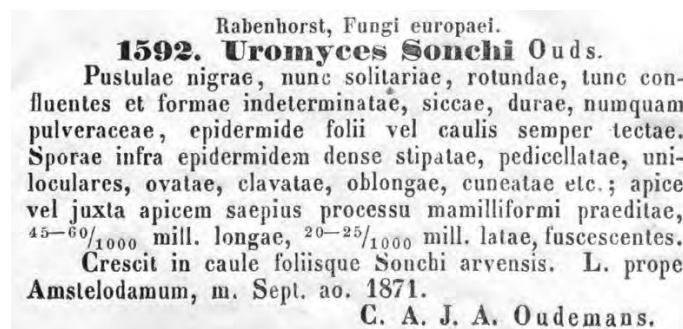 Rabenhorst, Fungi europaei.
1592. Uromyces Sonchi Ouds.
Pustulae nigrae, nunc solitariae, rotundae, tunc con-
fluentes et formae indeterminatae, siccae, durae, numquam
pulveraceae, epidermide folii vel caulis semper tectae.
Sporae infra epidermidem dense stipatae, pedicellatae, uni-
loculares, ovatae, clavatae, oblongae, cuneatae etc.; apice
vel juxta apicem saepius processu mamilliformi praeditae,
45—60/1000 mill. longae, 20—25/1000 mill. latae, fuscescentes.
Crescit in caule foliisque Sonchi arvensis. L. prope
Amstelodamum, m. Sept. ao. 1871.
C. A. J. A. Oudemans.